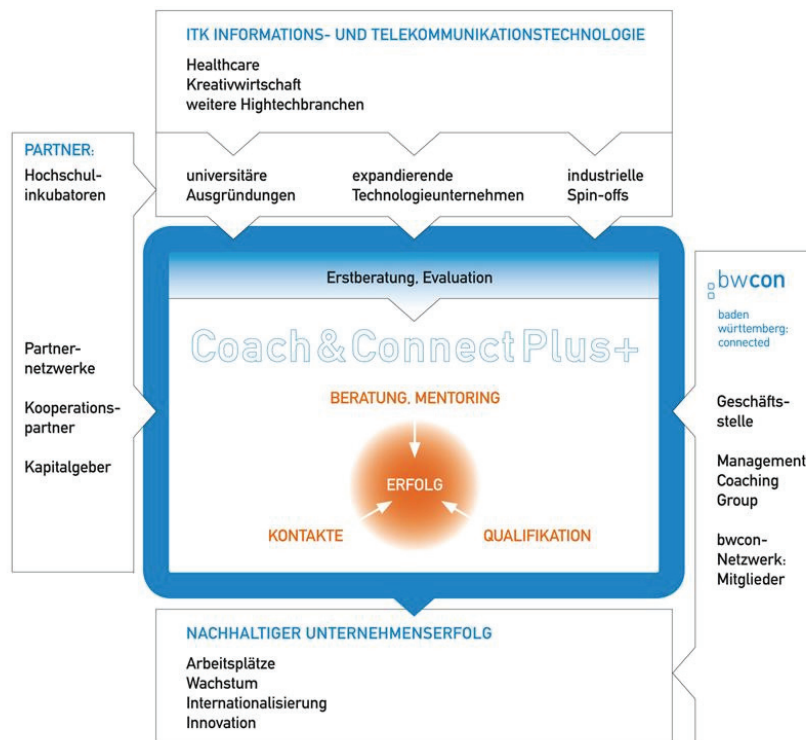 ITK INFORMATIONS- UND TELEKOMMUNIKATIONSTECHNOLOGIE
Healthcare
Kreativwirtschaft
weitere Hightechbranchen
PARTNER:
Hochschul-
inkubatoren
universitäre
Ausgründungen
expandierende
Technologieunternehmen
industrielle
Spin-offs
Erstberatung, Evaluation
Coach & Connect Plus+
BERATUNG, MENTORING
ERFOLG
KONTAKTE
QUALIFIKATION
Partner-
netzwerke
Kooperations-
partner
Kapitalgeber
bwcon
baden
württemberg:
connected
Geschäfts-
stelle
Management
Coaching
Group
bwcon-
Netzwerk:
Mitglieder
NACHHALTIGER UNTERNEHMENSERFOLG
Arbeitsplätze
Wachstum
Internationalisierung
Innovation